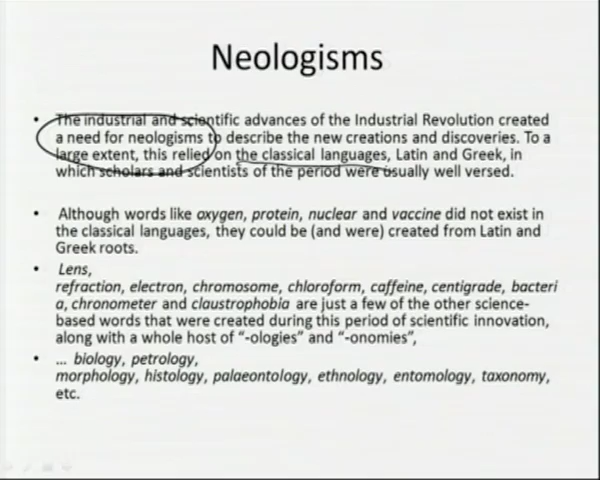 Neologisms
• The industrial and scientific advances of the Industrial Revolution created
a need for neologisms to describe the new creations and discoveries. To a
large extent, this relied on the classical languages, Latin and Greek, in
which scholars and scientists of the period were usually well versed.
• Although words like oxygen, protein, nuclear and vaccine did not exist in
the classical languages, they could be (and were) created from Latin and
Greek roots.
• Lens,
refraction, electron, chromosome, chloroform, caffeine, centigrade, bacteri
a, chronometer and claustrophobia are just a few of the other science-
based words that were created during this period of scientific innovation,
along with a whole host of “-ologies” and “-onomies”,
• ... biology, petrology,
morphology, histology, palaeontology, ethnology, entomology, taxonomy,
etc.